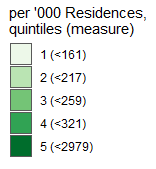 per '000 Residences,
quintiles (measure)
1 (<161)
2 (<217)
3 (<259)
4 (<321)
5 (<2979)